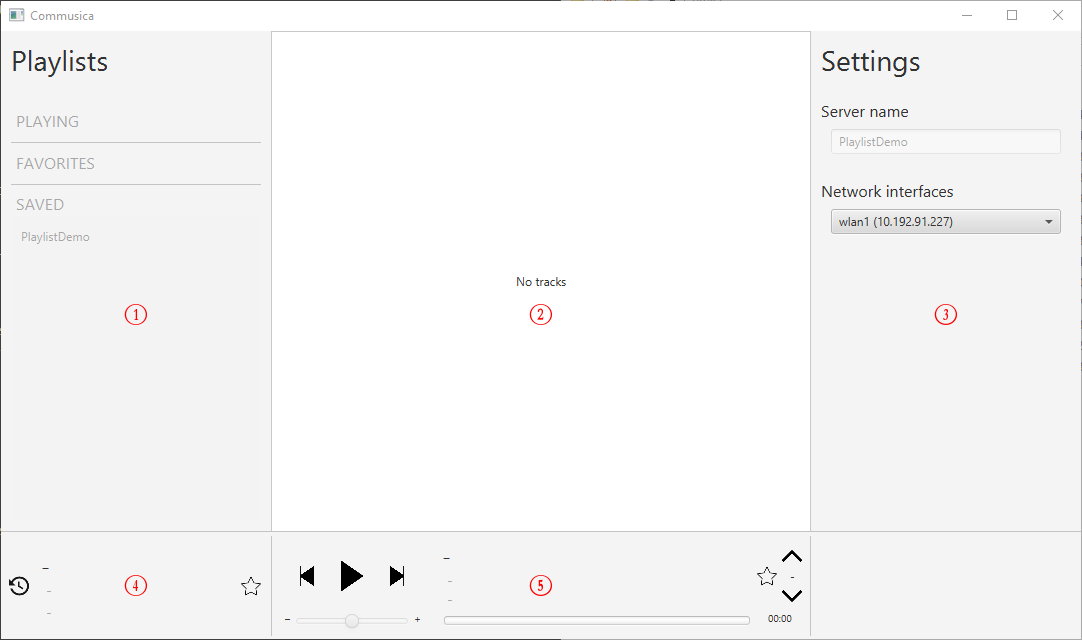 Commusica
Playlists
PLAYING
FAVORITES
SAVED
PlaylistDemo
①
No tracks
②
Settings
Server name
PlaylistDemo
Network interfaces
wlan1 (10.192.91.227)
③
–
-
-
④
–
-
-
⑤
-
- +
00:00